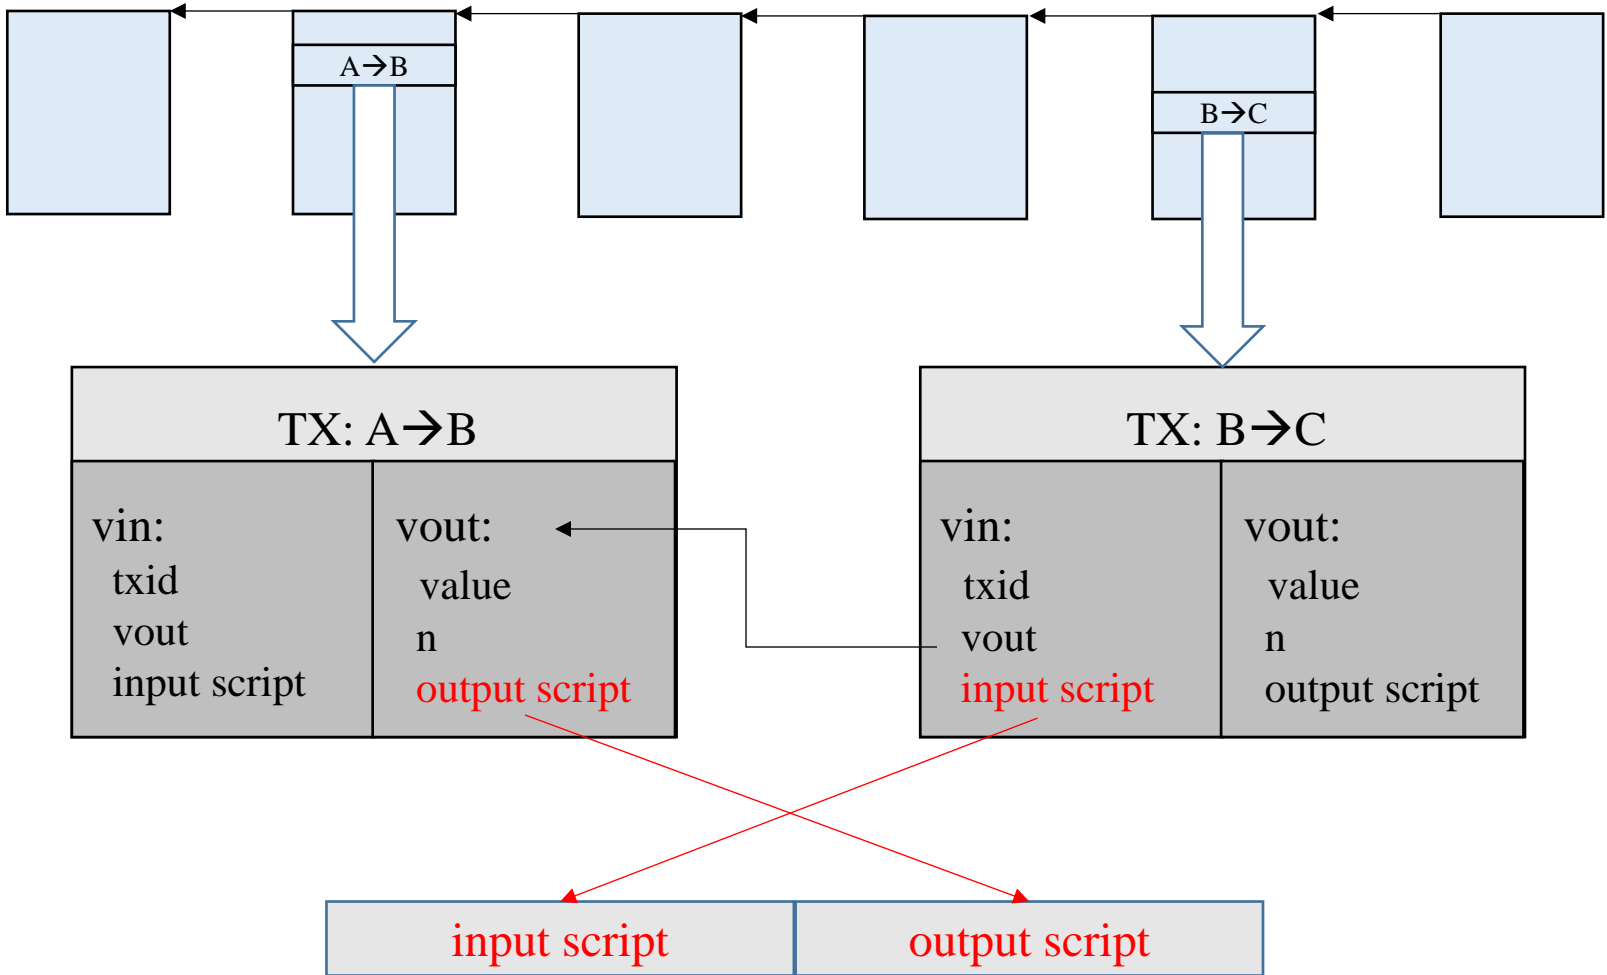 A→B
B→C
TX: A→B
vin:
txid
vout
input script
vout:
value
n
output script
TX: B→C
vin:
txid
vout
input script
vout:
value
n
output script
input script
output script